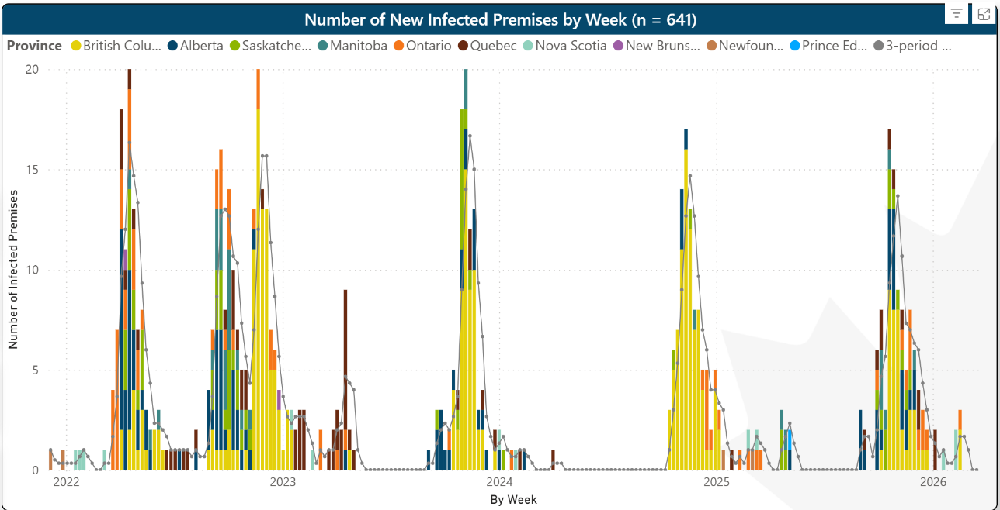 Number of New Infected Premises by Week (n = 641)
Province British Colu... Alberta Saskatche... Manitoba Ontario Quebec Nova Scotia New Bruns... Newfoun... Prince Ed... 3-period ...
20
15
10
5
0
Number of Infected Premises
2022 2023 2024 2025 2026
By Week